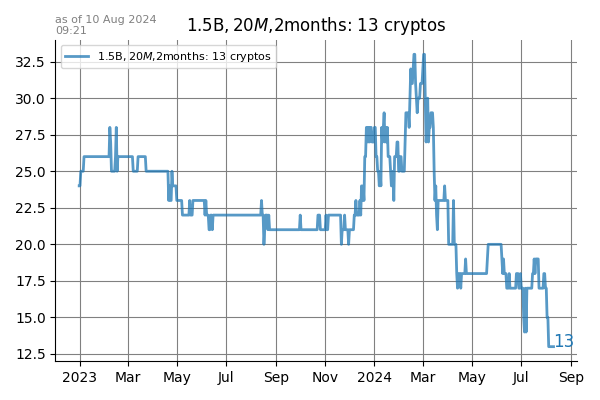 as of 10 Aug 2024
09:21
1.5B, 20M,2months: 13 cryptos
1.5B, 20M,2months: 13 cryptos
32.5
30.0
27.5
25.0
22.5
20.0
17.5
15.0
12.5
13
2023 Mar May Jul Sep Nov 2024 Mar May Jul Sep